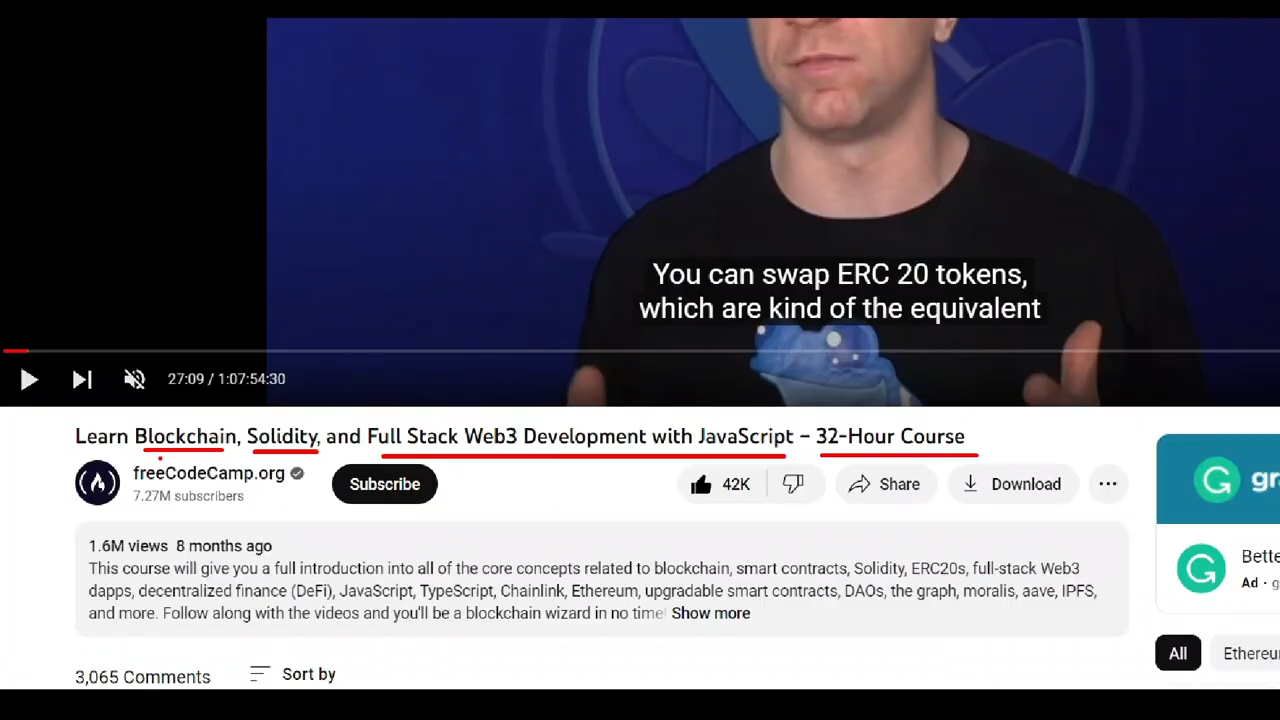 You can swap ERC 20 tokens,
which are kind of the equivalent
27:09 / 1:07:54:30
Learn Blockchain, Solidity, and Full Stack Web3 Development with JavaScript – 32-Hour Course
freeCodeCamp.org
7.27M subscribers
Subscribe
42K
Share
Download
1.6M views 8 months ago
This course will give you a full introduction into all of the core concepts related to blockchain, smart contracts, Solidity, ERC20s, full-stack Web3
dapps, decentralized finance (DeFi), JavaScript, TypeScript, Chainlink, Ethereum, upgradable smart contracts, DAOs, the graph, moralis, aave, IPFS,
and more. Follow along with the videos and you'll be a blockchain wizard in no time! Show more
3,065 Comments
Sort by
gra
Bette
Ad · g
All
Ethereu